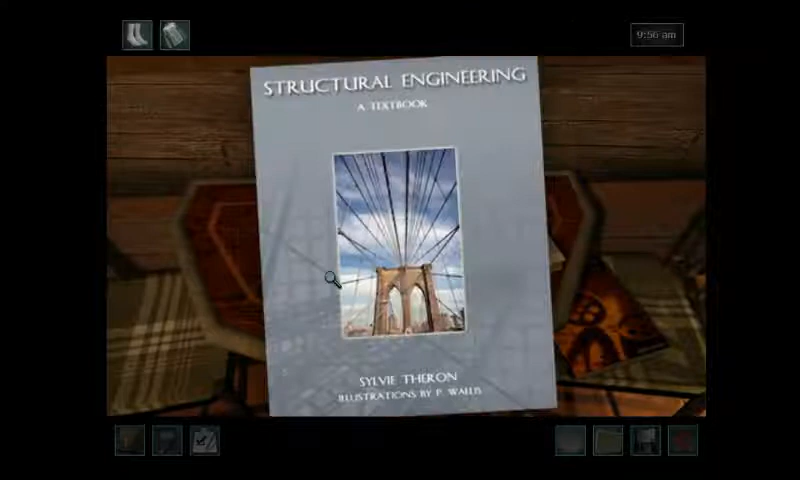 9:56 am
STRUCTURAL ENGINEERING
A TEXTBOOK
SYLVIE THERON
ILLUSTRATIONS BY P. WALLIS